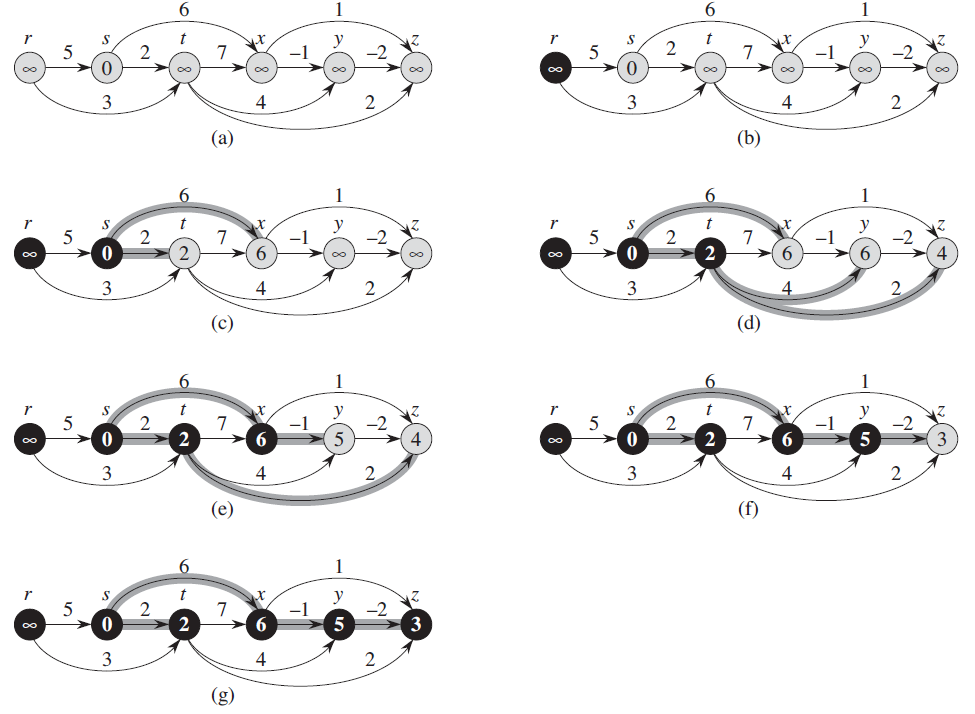 6 1
r 5 s 2 t 7 x –1 y –2 z
∞ 0 ∞ ∞ ∞ ∞
3 4 2
(a)
6 1
r 5 s 2 t 7 x –1 y –2 z
∞ 0 ∞ ∞ ∞ ∞
3 4 2
(b)
6 1
r 5 s 2 t 7 x –1 y –2 z
∞ 0 2 6 ∞ ∞
3 4 2
(c)
6 1
r 5 s 2 t 7 x –1 y –2 z
∞ 0 2 6 6 4
3 4 2
(d)
6 1
r 5 s 2 t 7 x –1 y –2 z
∞ 0 2 6 5 4
3 4 2
(e)
6 1
r 5 s 2 t 7 x –1 y –2 z
∞ 0 2 6 5 3
3 4 2
(f)
6 1
r 5 s 2 t 7 x –1 y –2 z
∞ 0 2 6 5 3
3 4 2
(g)